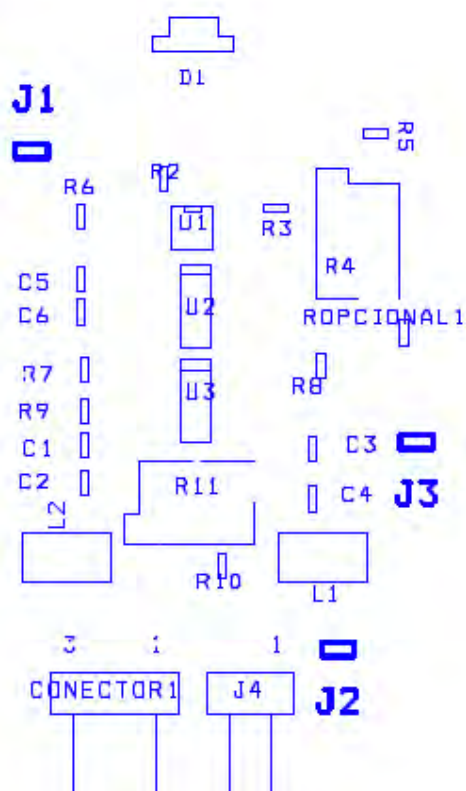 D1
J1
R5
R2
R6
U1
R3
R4
C5
U2
C6
ROPCIONAL1
R7
R8
U3
R9
C1
C3
C2
R11
C4
J3
L2
R10
L1
3 1 1
CONECTOR1 J4 J2